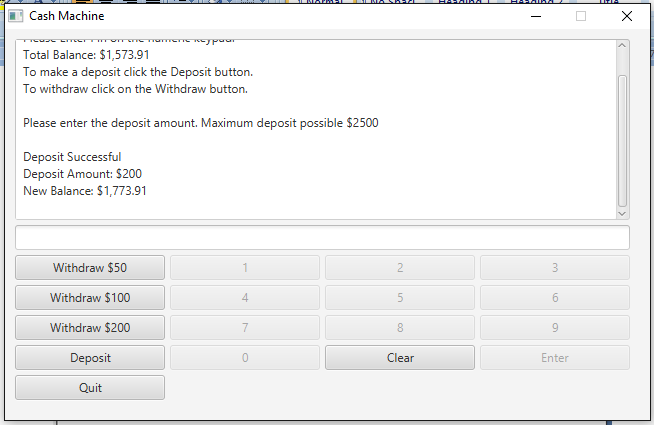 Normal
No Spaci
Heading 1
Heading 2
Title
Cash Machine
Please Enter Pin on the numeric keypad!
Total Balance: $1,573.91
To make a deposit click the Deposit button.
To withdraw click on the Withdraw button.
Please enter the deposit amount. Maximum deposit possible $2500
Deposit Successful
Deposit Amount: $200
New Balance: $1,773.91
Withdraw $50 1 2 3
Withdraw $100 4 5 6
Withdraw $200 7 8 9
Deposit 0 Clear Enter
Quit